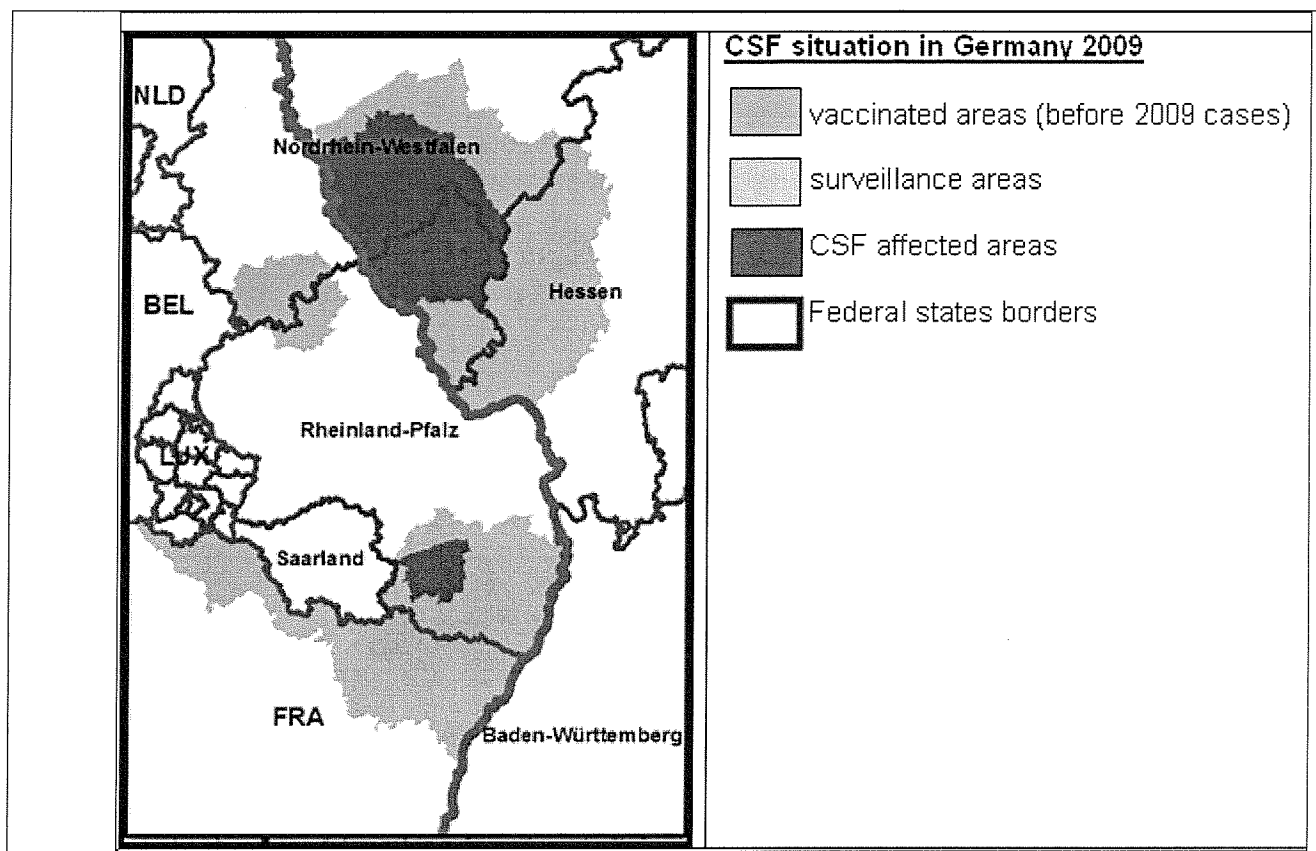 CSF situation in Germany 2009
vaccinated areas (before 2009 cases)
surveillance areas
CSF affected areas
Federal states borders
NLD
Nordrhein-Westfalen
BEL
Hessen
Rheinland-Pfalz
LUX
Saarland
FRA
Baden-Württemberg